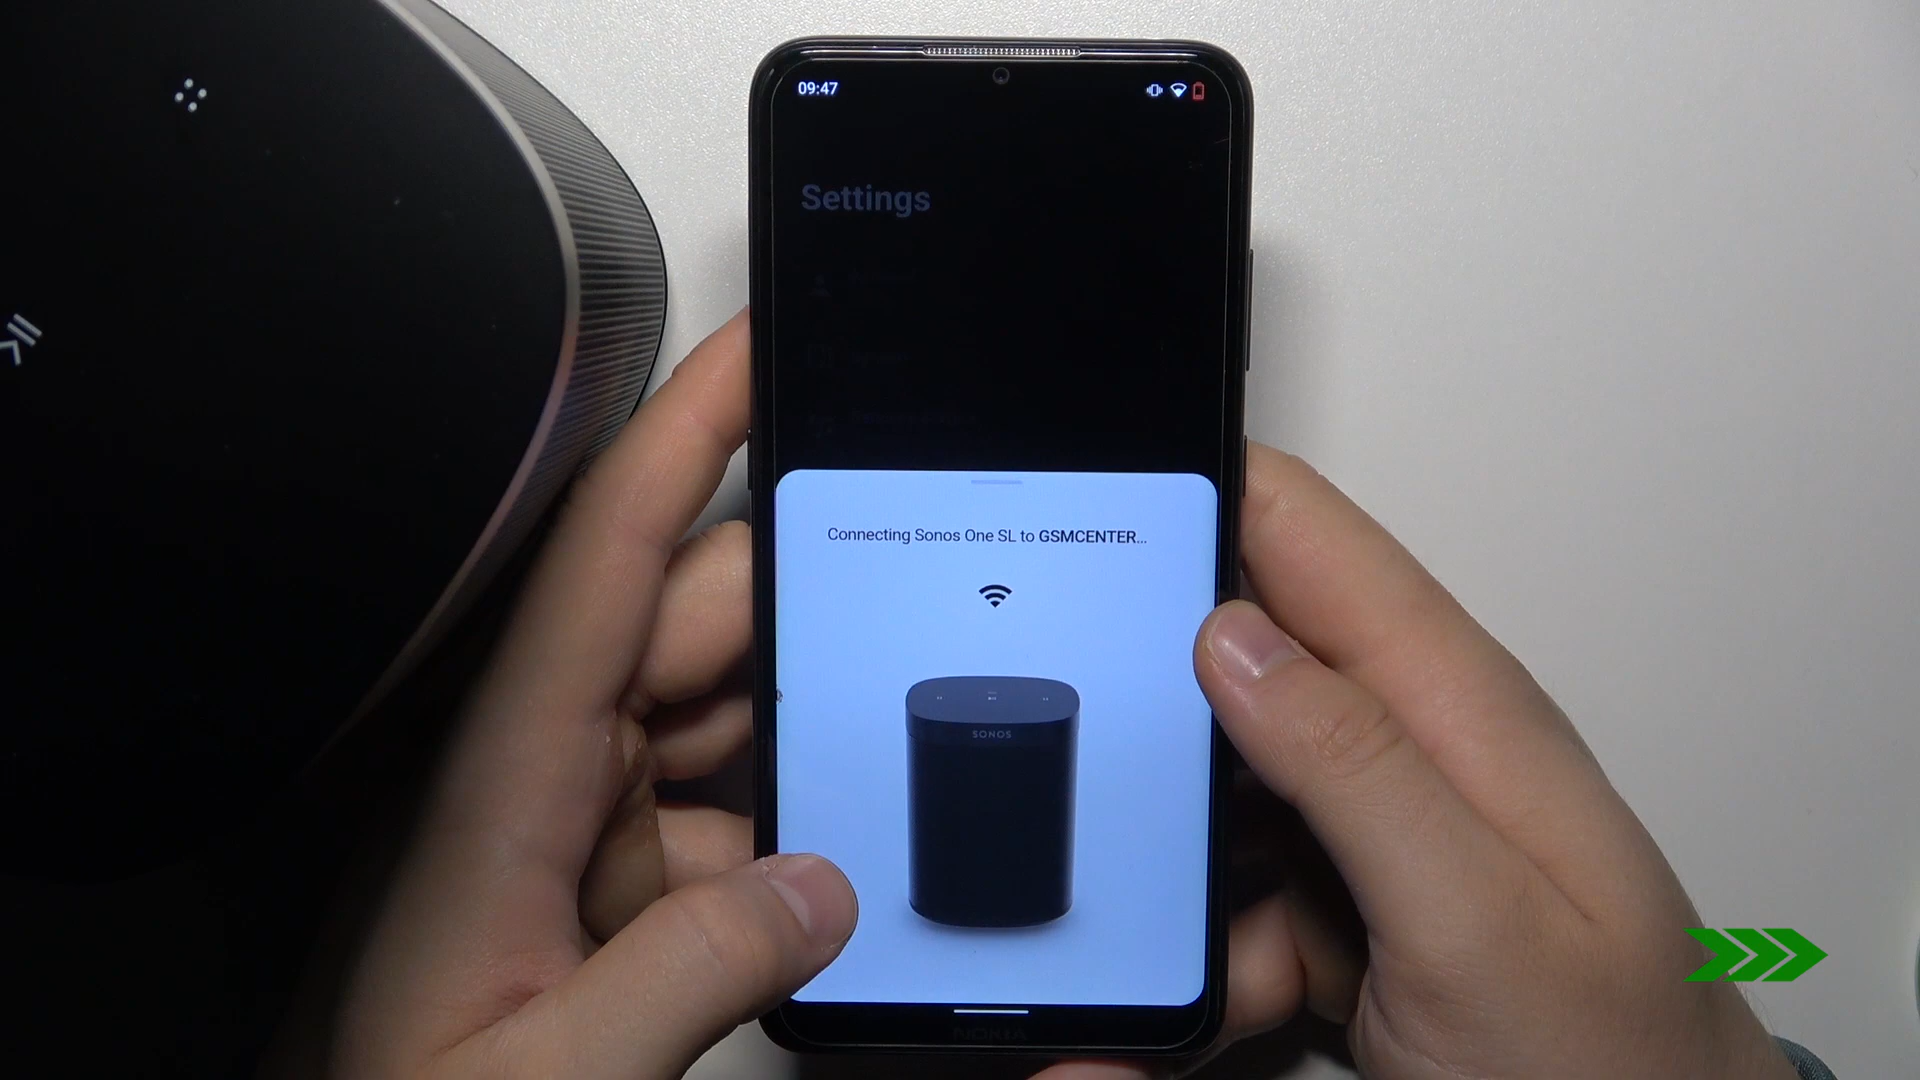 09:47
Settings
Connecting Sonos One SL to GSMCENTER...
SONOS
NOKIA